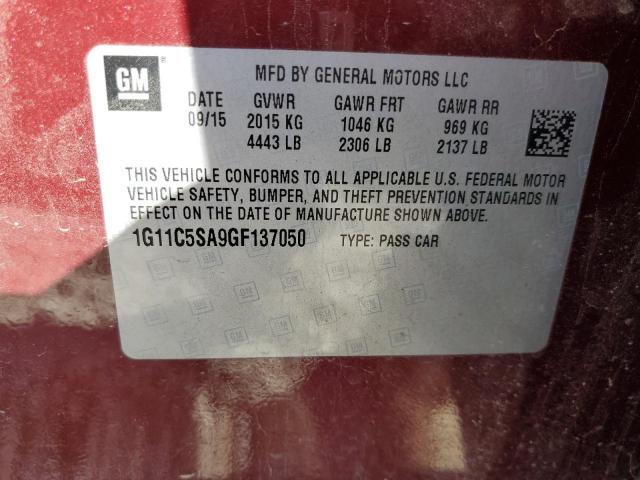 GM
MFD BY GENERAL MOTORS LLC
DATE GVWR GAWR FRT GAWR RR
09/15 2015 KG 1046 KG 969 KG
4443 LB 2306 LB 2137 LB
THIS VEHICLE CONFORMS TO ALL APPLICABLE U.S. FEDERAL MOTOR
VEHICLE SAFETY, BUMPER, AND THEFT PREVENTION STANDARDS IN
EFFECT ON THE DATE OF MANUFACTURE SHOWN ABOVE.
1G11C5SA9GF137050 TYPE: PASS CAR